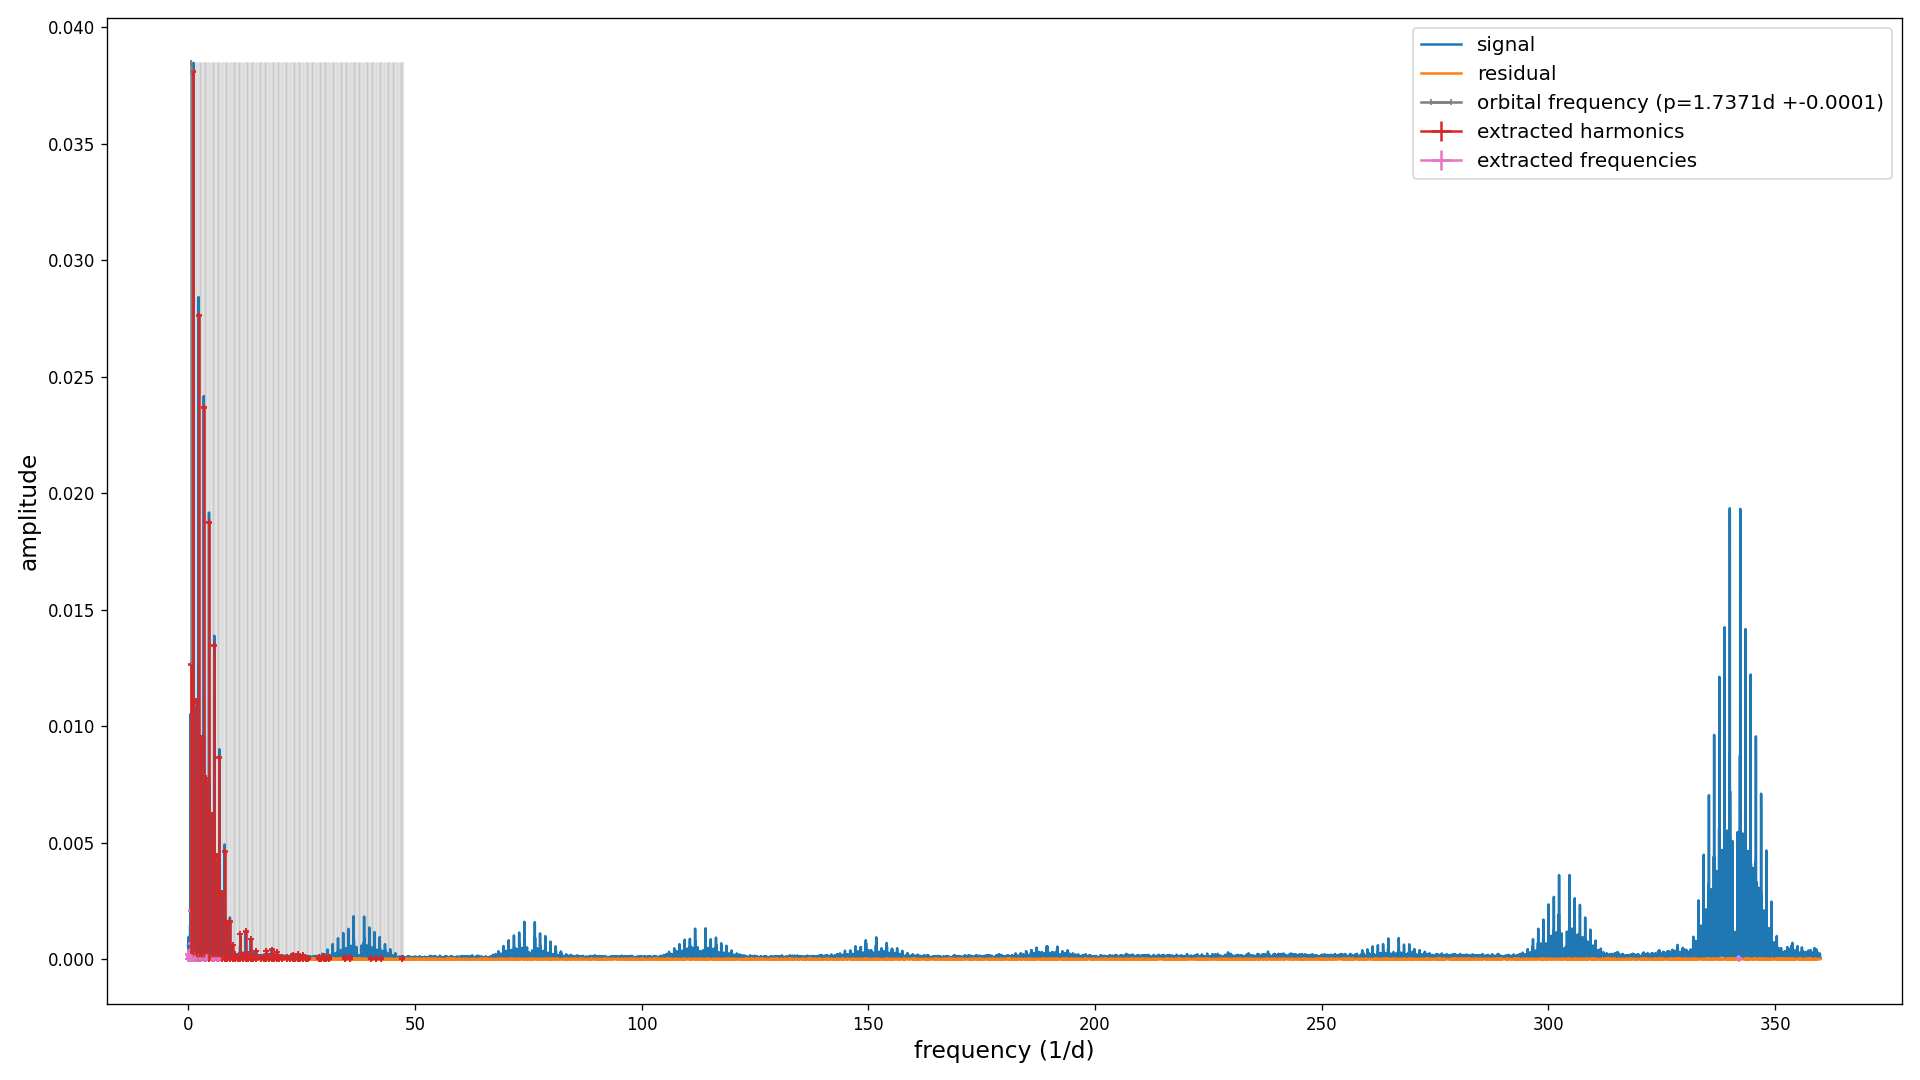 0.040
0.035
0.030
0.025
0.020
0.015
0.010
0.005
0.000
amplitude
0
50
100
150
200
250
300
350
frequency (1/d)
signal
residual
orbital frequency (p=1.7371d +-0.0001)
extracted harmonics
extracted frequencies